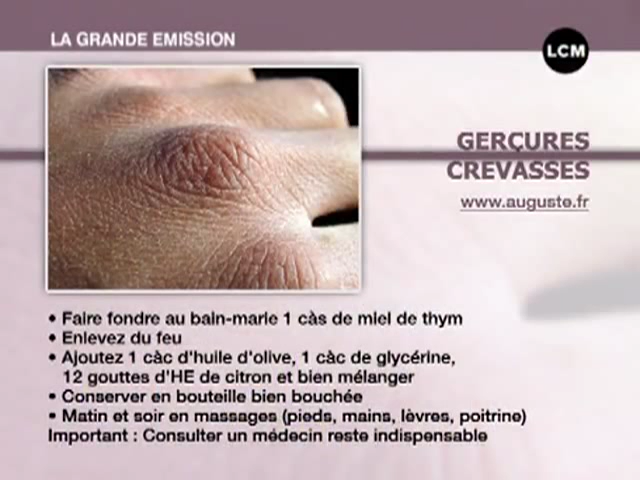 LA GRANDE EMISSION
LCM
GERÇURES
CREVASSES
www.auguste.fr
• Faire fondre au bain-marie 1 càs de miel de thym
• Enlevez du feu
• Ajoutez 1 càc d'huile d'olive, 1 càc de glycérine,
12 gouttes d'HE de citron et bien mélanger
• Conserver en bouteille bien bouchée
• Matin et soir en massages (pieds, mains, lèvres, poitrine)
Important : Consulter un médecin reste indispensable